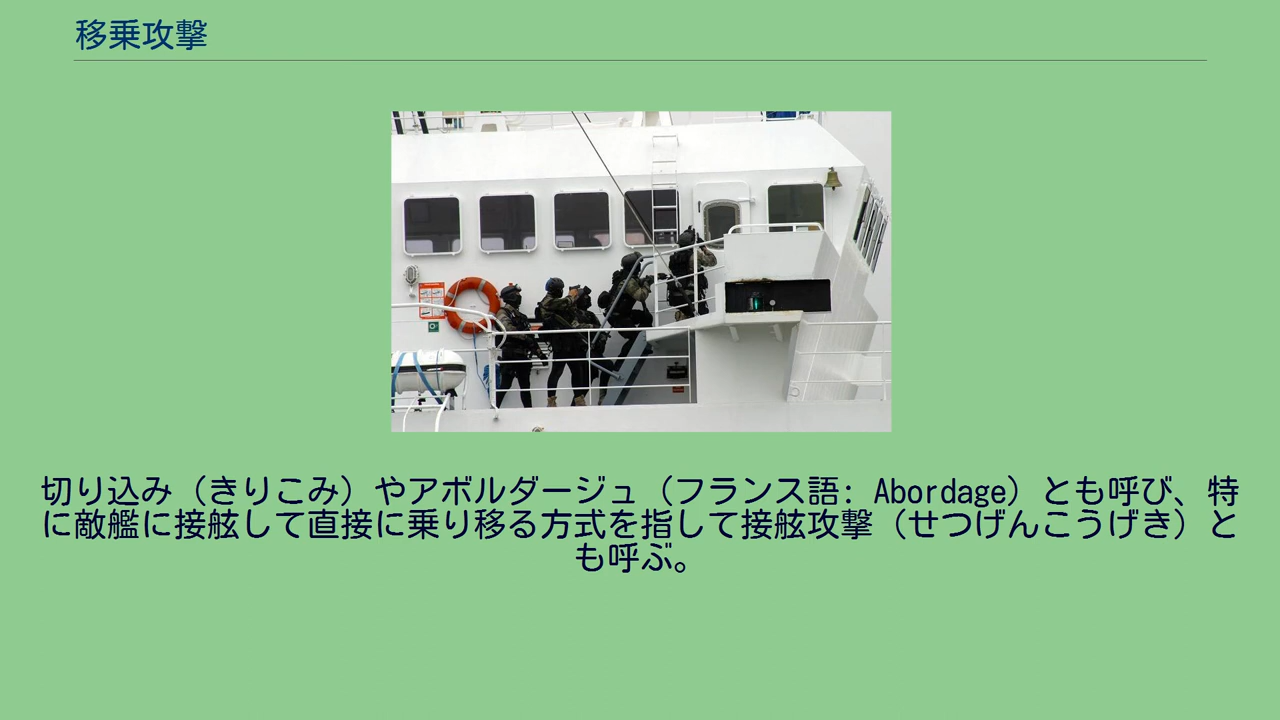 移乗攻撃
切り込み（きりこみ）やアボルダージュ（フランス語: Abordage）とも呼び、特
に敵艦に接舷して直接に乗り移る方式を指して接舷攻撃（せつげんこうげき）と
も呼ぶ。